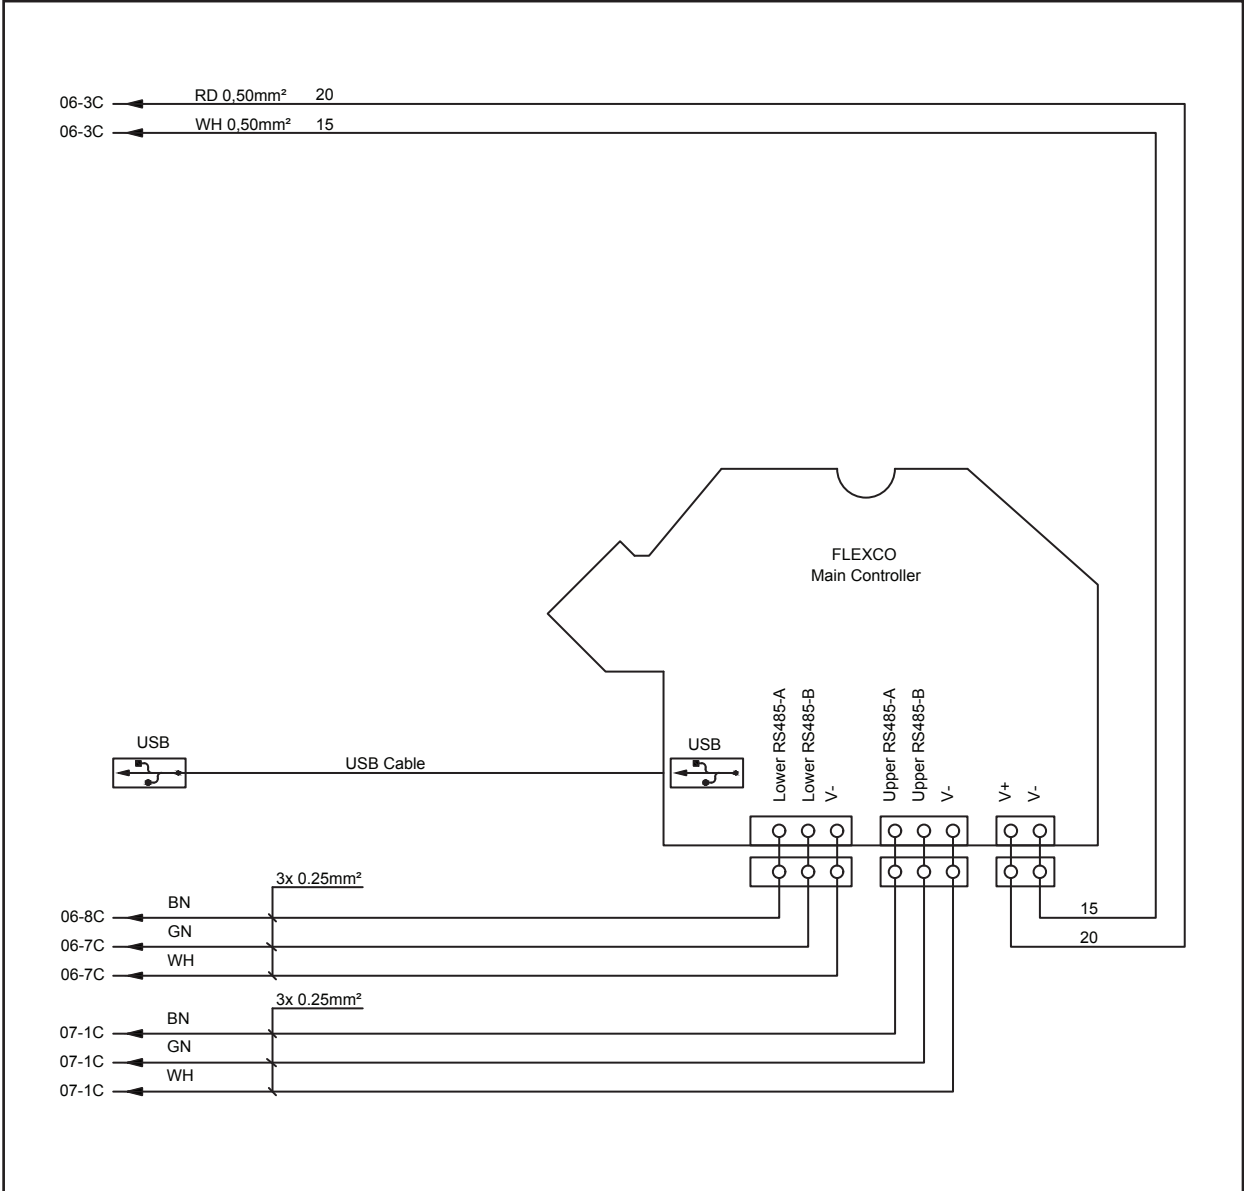 06-3C RD 0,50mm² 20
06-3C WH 0,50mm² 15
FLEXCO
Main Controller
Lower RS485-A
Lower RS485-B
V-
Upper RS485-A
Upper RS485-B
V-
V+
V-
USB
USB Cable
USB
3x 0.25mm²
06-8C BN
06-7C GN
06-7C WH
15
20
3x 0.25mm²
07-1C BN
07-1C GN
07-1C WH